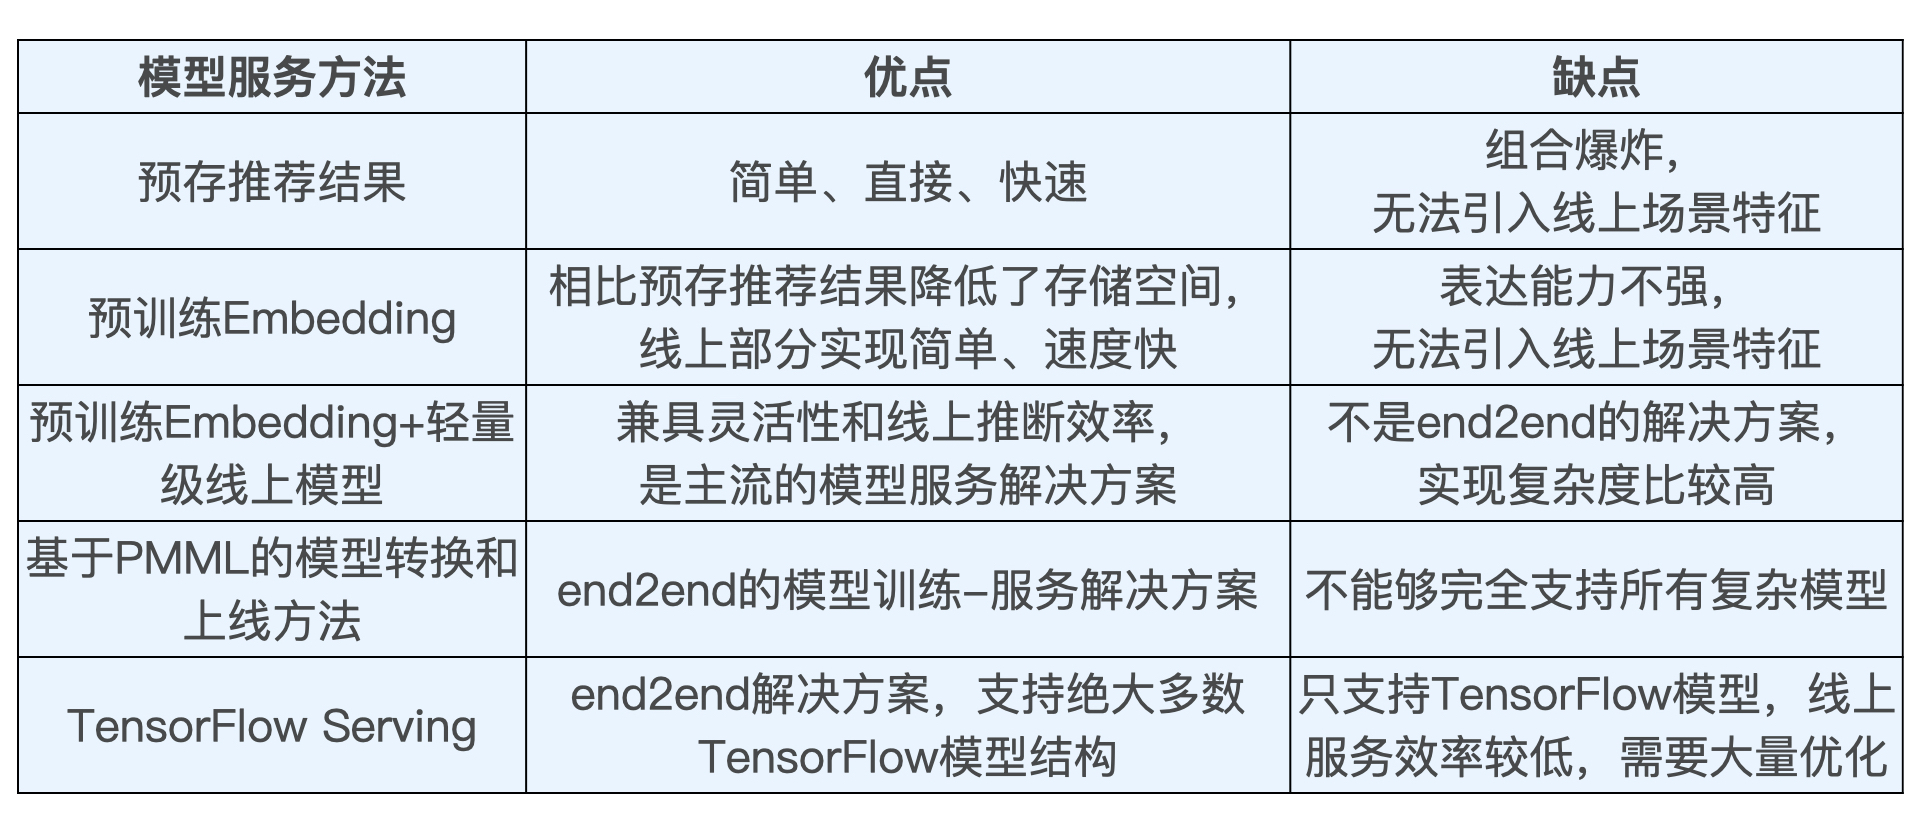 模型服务方法
优点
缺点
预存推荐结果
简单、直接、快速
组合爆炸，
无法引入线上场景特征
预训练Embedding
相比预存推荐结果降低了存储空间，
线上部分实现简单、速度快
表达能力不强，
无法引入线上场景特征
预训练Embedding+轻量
级线上模型
兼具灵活性和线上推断效率，
是主流的模型服务解决方案
不是end2end的解决方案，
实现复杂度比较高
基于PMML的模型转换和
上线方法
end2end的模型训练-服务解决方案
不能够完全支持所有复杂模型
TensorFlow Serving
end2end解决方案，支持绝大多数
TensorFlow模型结构
只支持TensorFlow模型，线上
服务效率较低，需要大量优化